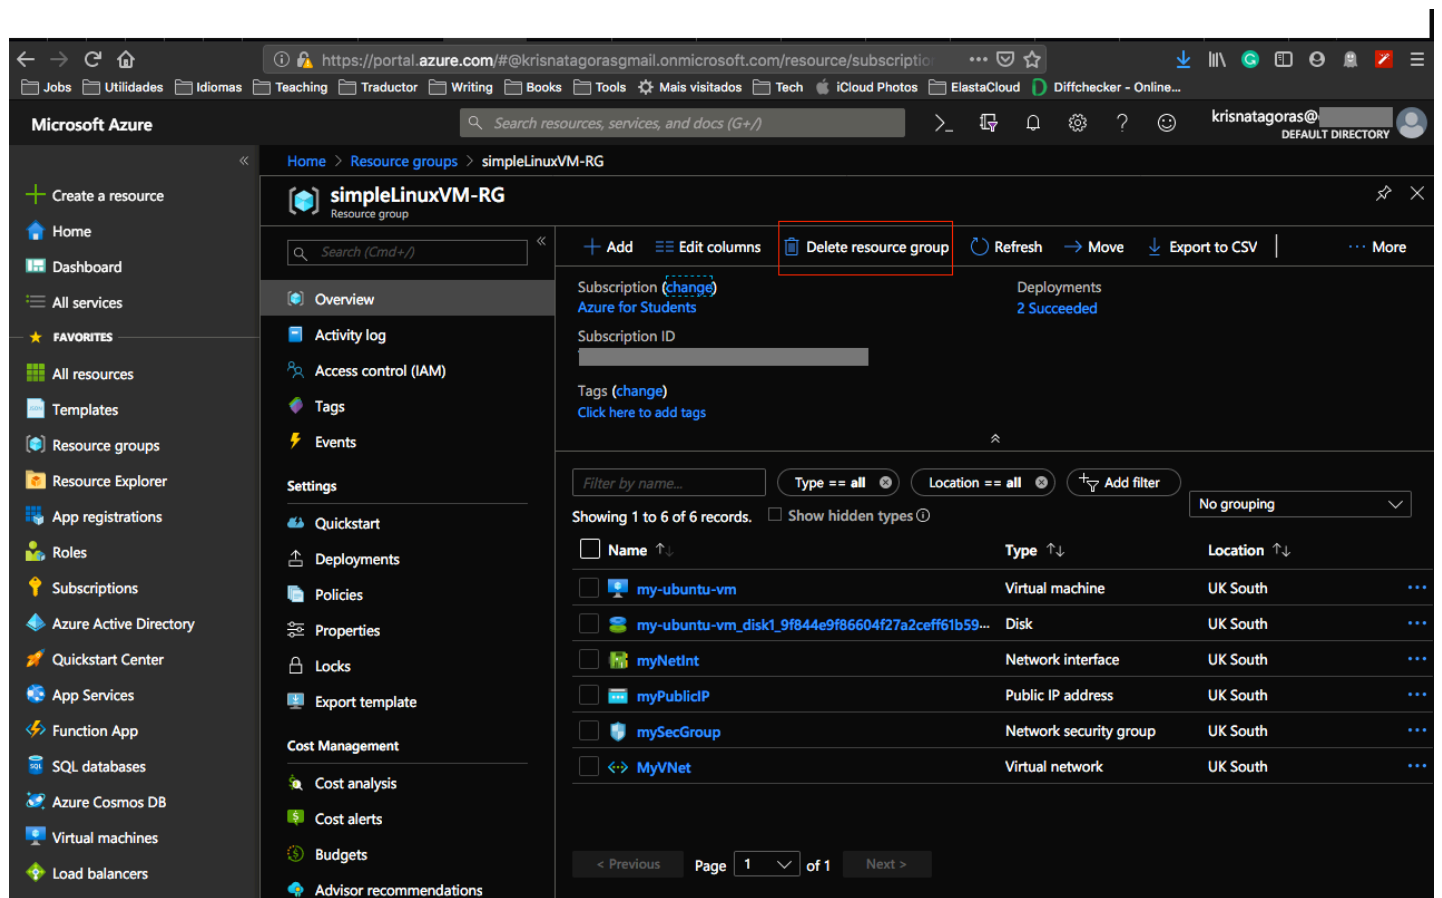 https://portal.azure.com/#@krisnatagorasgmail.onmicrosoft.com/resource/subscription
Jobs Utilidades Idiomas Teaching Traductor Writing Books Tools Mais visitados Tech iCloud Photos ElastaCloud Diffchecker - Online...
Microsoft Azure
Search resources, services, and docs (G+/)
krisnatagoras@
DEFAULT DIRECTORY
Home > Resource groups > simpleLinuxVM-RG
Create a resource
Home
Dashboard
All services
FAVORITES
All resources
Templates
Resource groups
Resource Explorer
App registrations
Roles
Subscriptions
Azure Active Directory
Quickstart Center
App Services
Function App
SQL databases
Azure Cosmos DB
Virtual machines
Load balancers
simpleLinuxVM-RG
Resource group
Search (Cmd+/)
Overview
Activity log
Access control (IAM)
Tags
Events
Settings
Quickstart
Deployments
Policies
Properties
Locks
Export template
Cost Management
Cost analysis
Cost alerts
Budgets
Advisor recommendations
Add Edit columns Delete resource group Refresh Move Export to CSV ... More
Subscription (change)
Azure for Students
Deployments
2 Succeeded
Subscription ID
Tags (change)
Click here to add tags
Filter by name... Type == all Location == all Add filter
Showing 1 to 6 of 6 records. Show hidden types No grouping
Name Type Location
my-ubuntu-vm Virtual machine UK South
my-ubuntu-vm_disk1_9f844e9f86604f27a2ceff61b59... Disk UK South
myNetInt Network interface UK South
myPublicIP Public IP address UK South
mySecGroup Network security group UK South
MyVNet Virtual network UK South
< Previous Page 1 of 1 Next >